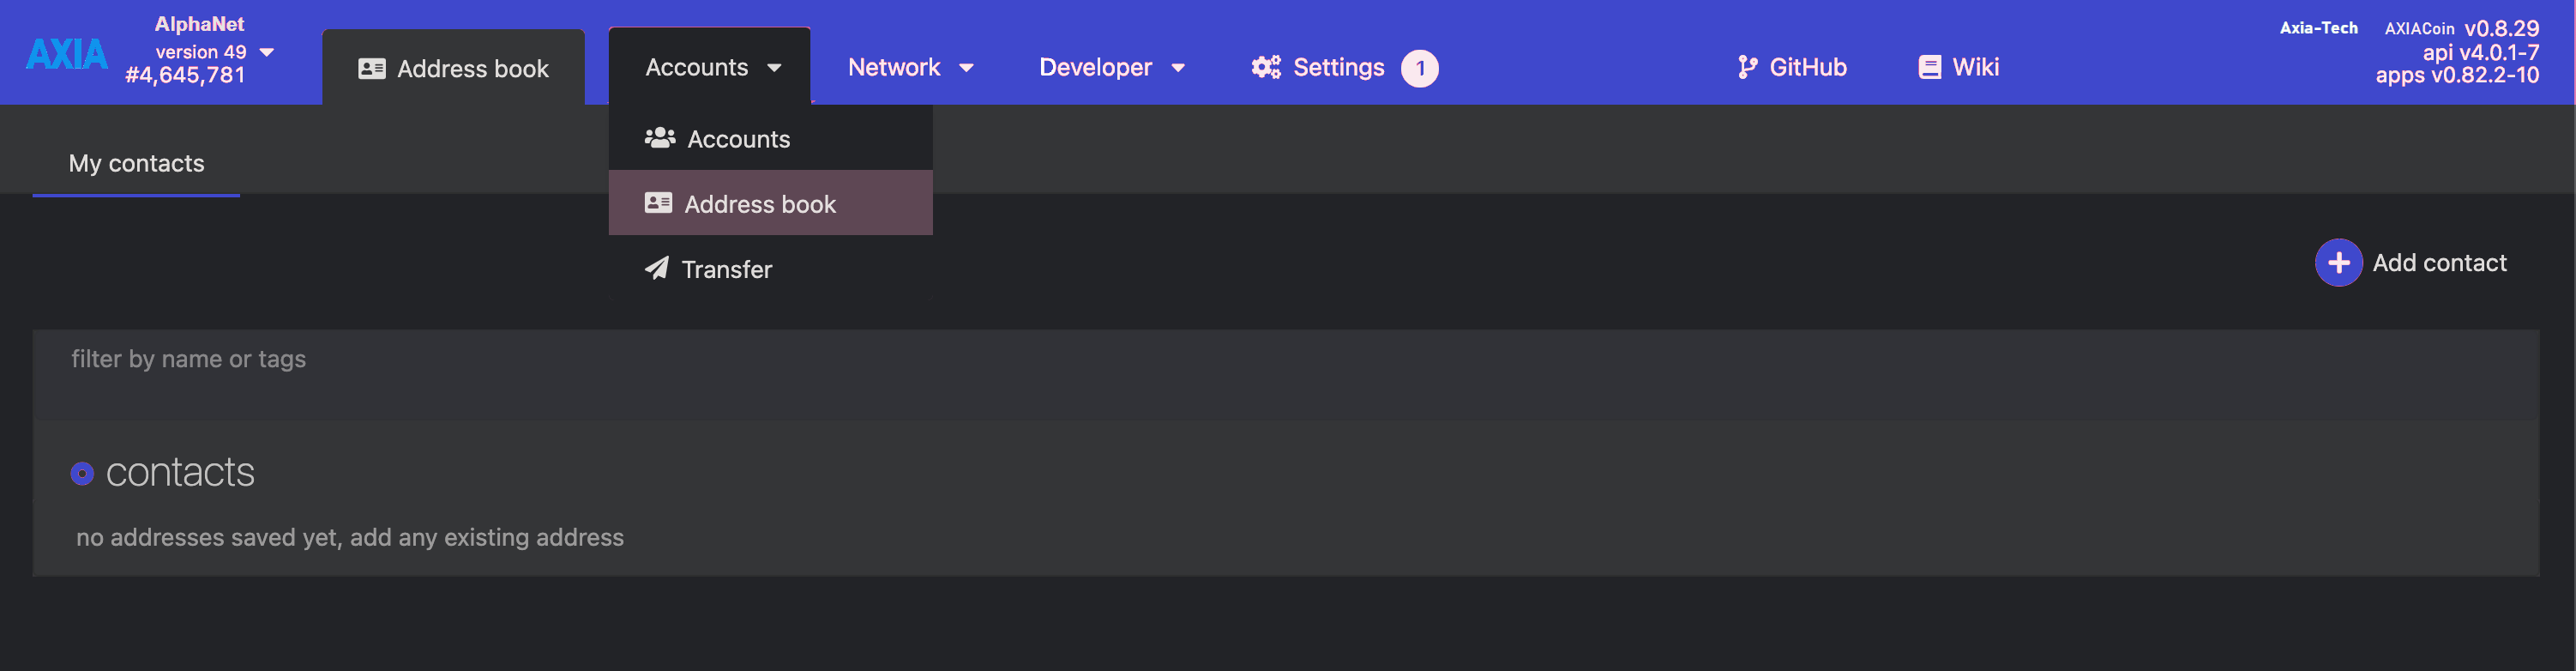 AXIA
AlphaNet
version 49
#4,645,781
Address book
Accounts
Network
Developer
Settings 1
GitHub
Wiki
Axia-Tech AXIACoin v0.8.29
api v4.0.1-7
apps v0.82.2-10
Accounts
Address book
Transfer
My contacts
Add contact
filter by name or tags
contacts
no addresses saved yet, add any existing address